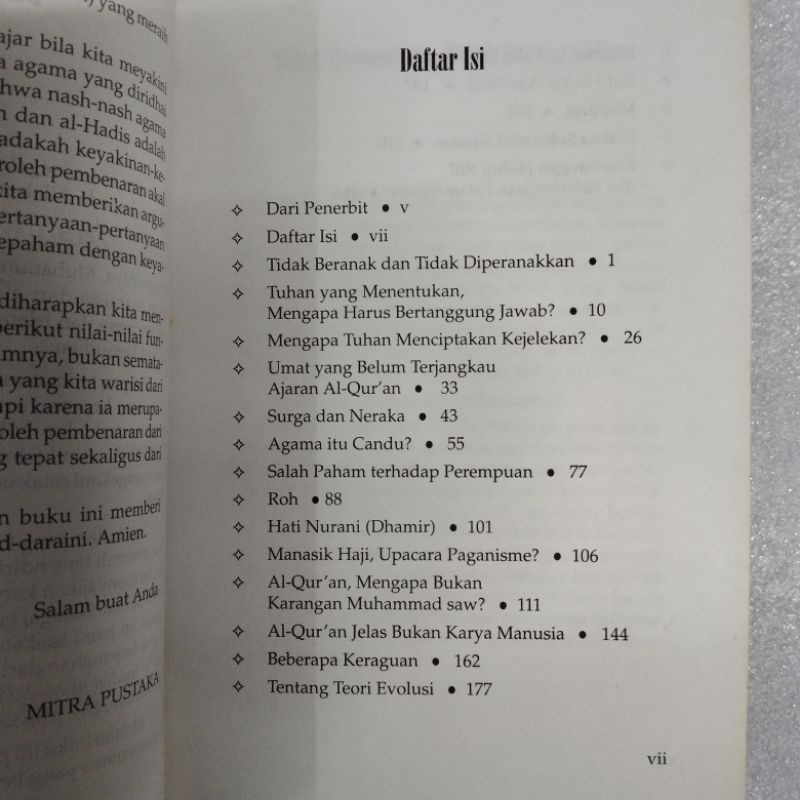 yang meraih
ajar bila kita meyakini
a agama yang diridhai
hwa nash-nash agama
n dan al-Hadis adalah
adakah keyakinan-ke-
roleh pembenaran akal
kita memberikan argu-
ertanyaan-pertanyaan
epaham dengan keya-
diharapkan kita men-
berikut nilai-nilai fun-
amnya, bukan semata-
a yang kita warisi dari
api karena ia merupa-
oleh pembenaran dari
g tepat sekaligus dari
n buku ini memberi
d-daraini. Amien.
Salam buat Anda
MITRA PUSTAKA
Daftar Isi
✧ Dari Penerbit ● v
✧ Daftar Isi ● vii
✧ Tidak Beranak dan Tidak Diperanakkan ● 1
✧ Tuhan yang Menentukan,
Mengapa Harus Bertanggung Jawab? ● 10
✧ Mengapa Tuhan Menciptakan Kejelekan? ● 26
✧ Umat yang Belum Terjangkau
Ajaran Al-Qur'an ● 33
✧ Surga dan Neraka ● 43
✧ Agama itu Candu? ● 55
✧ Salah Paham terhadap Perempuan ● 77
✧ Roh ● 88
✧ Hati Nurani (Dhamir) ● 101
✧ Manasik Haji, Upacara Paganisme? ● 106
✧ Al-Qur'an, Mengapa Bukan
Karangan Muhammad saw? ● 111
✧ Al-Qur'an Jelas Bukan Karya Manusia ● 144
✧ Beberapa Keraguan ● 162
✧ Tentang Teori Evolusi ● 177
vii